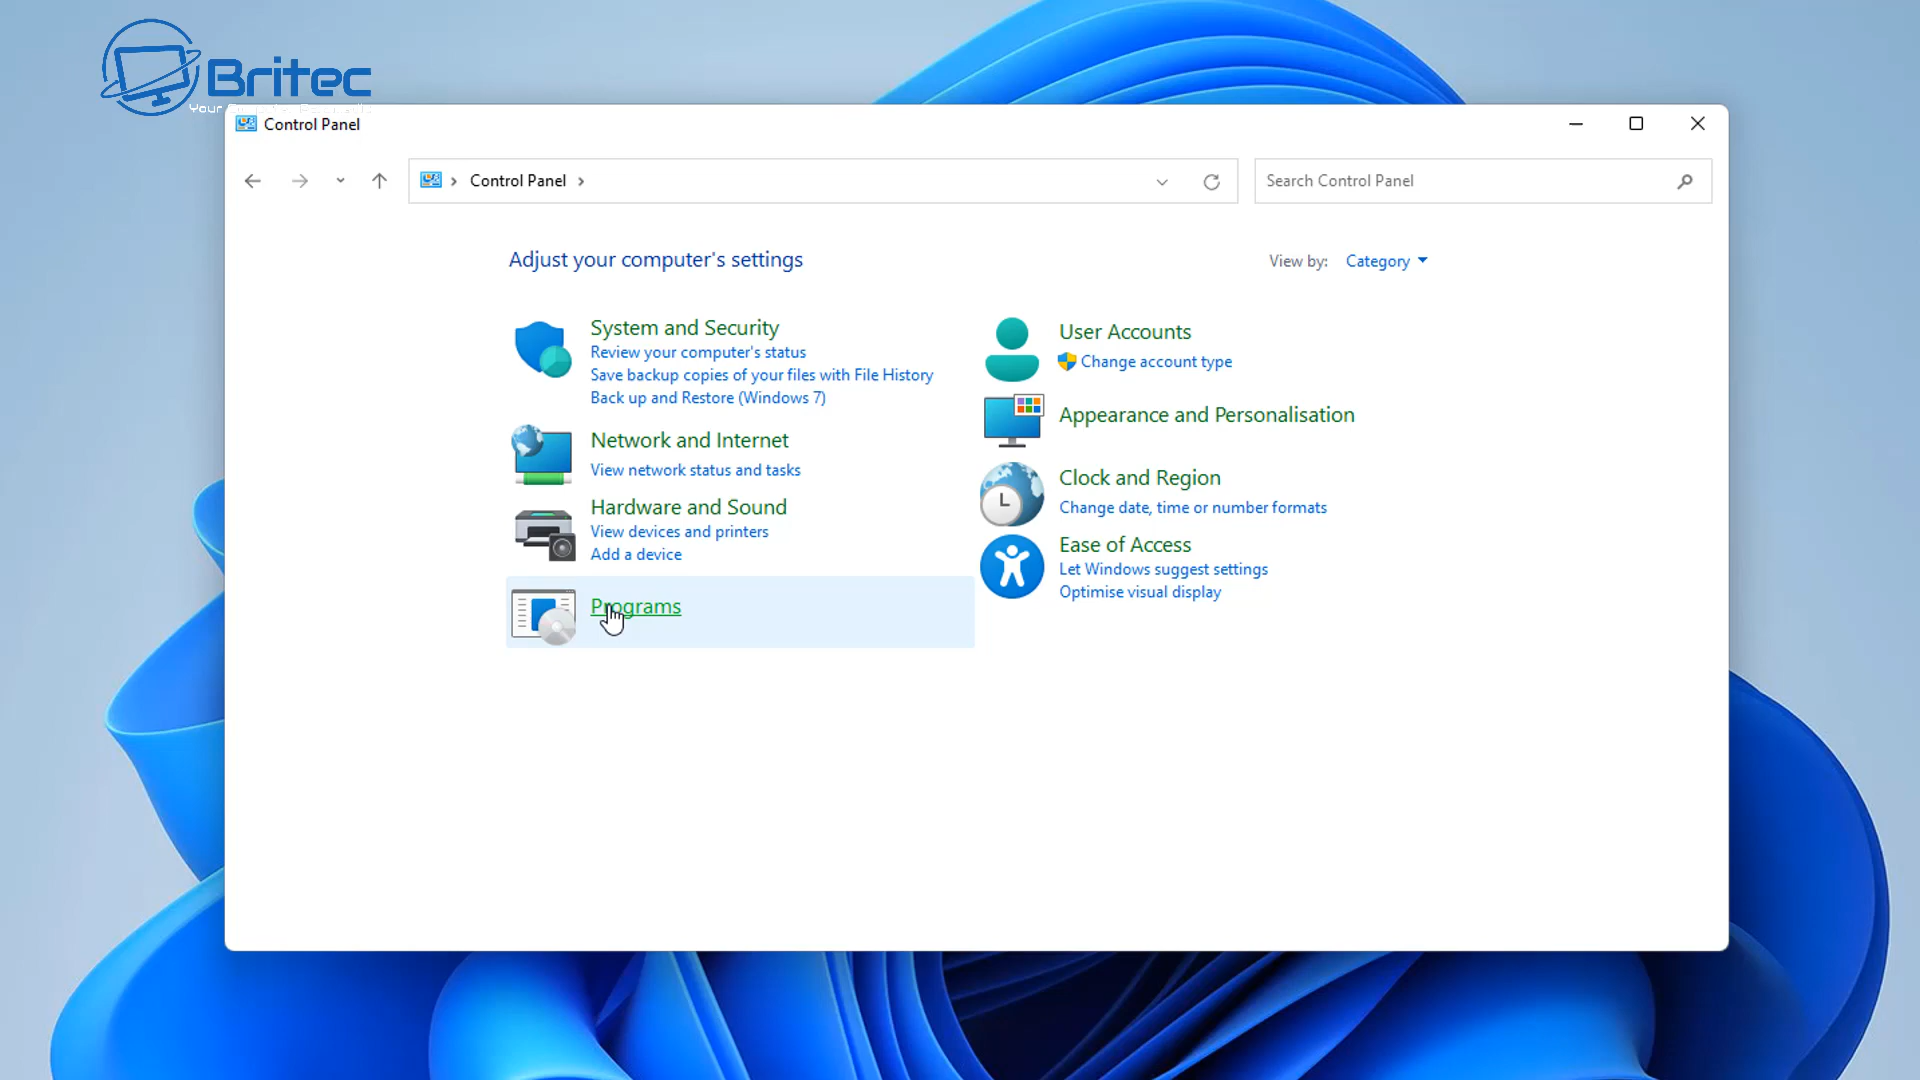 Britec
Your
Control Panel
Control Panel
Search Control Panel
Adjust your computer's settings
View by: Category
System and Security
Review your computer's status
Save backup copies of your files with File History
Back up and Restore (Windows 7)
Network and Internet
View network status and tasks
Hardware and Sound
View devices and printers
Add a device
Programs
User Accounts
Change account type
Appearance and Personalisation
Clock and Region
Change date, time or number formats
Ease of Access
Let Windows suggest settings
Optimise visual display